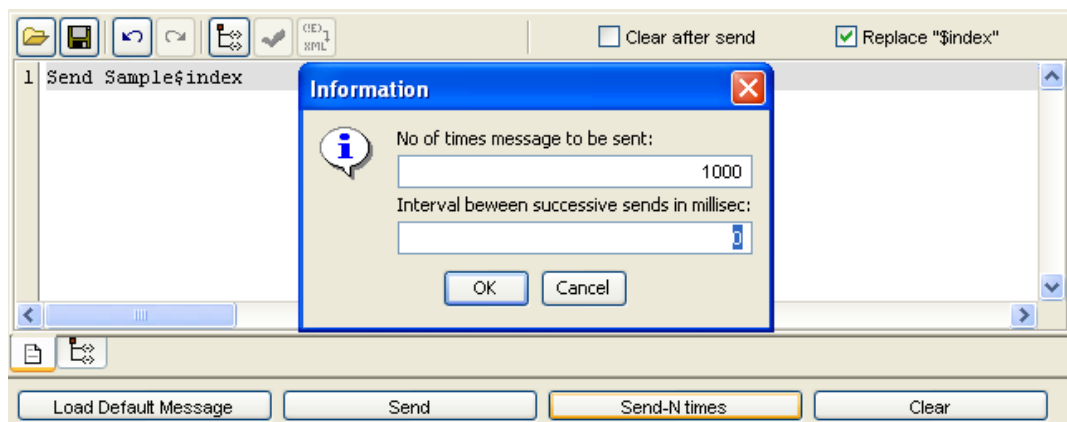 (!E)
XML
Clear after send
Replace "$index"
1 Send Sample$index
Information
No of times message to be sent:
1000
Interval beween successive sends in millisec:
0
OK
Cancel
Load Default Message
Send
Send-N times
Clear